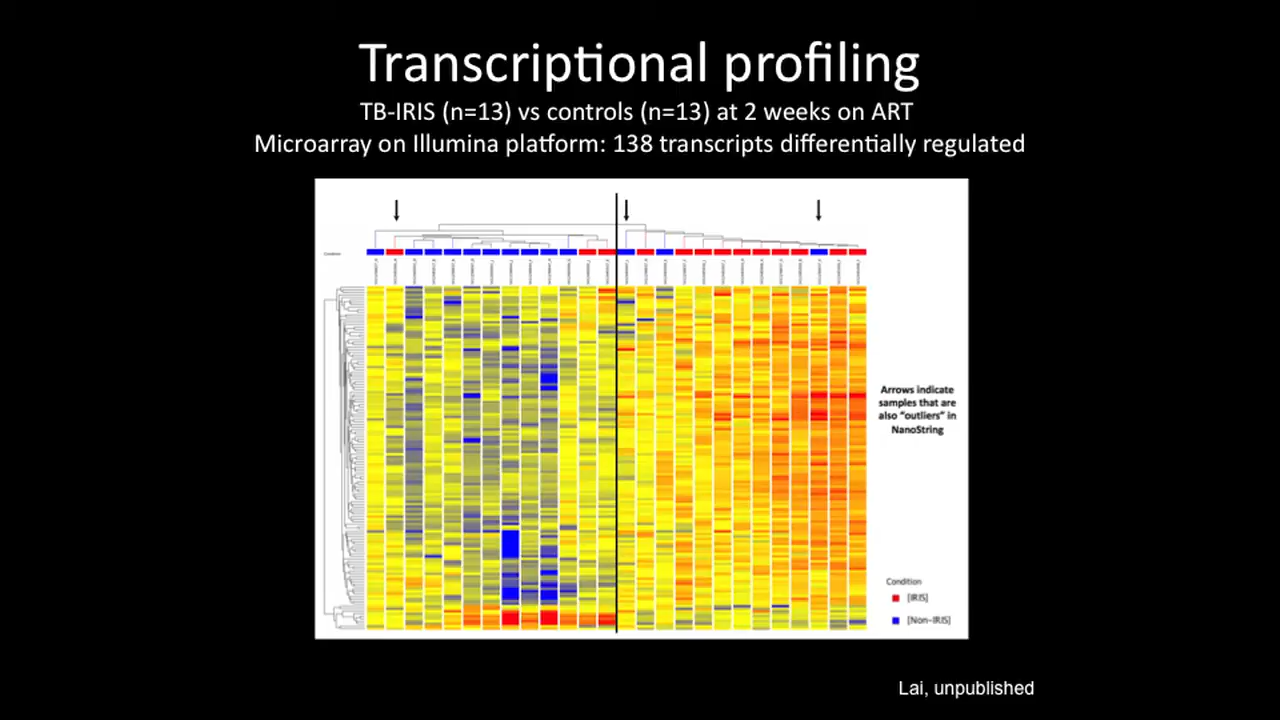 Transcriptional profiling
TB-IRIS (n=13) vs controls (n=13) at 2 weeks on ART
Microarray on Illumina platform: 138 transcripts differentially regulated
Condition
Arrows indicate
samples that are
also “outliers” in
NanoString
Condition
[IRIS]
[Non-IRIS]
Lai, unpublished